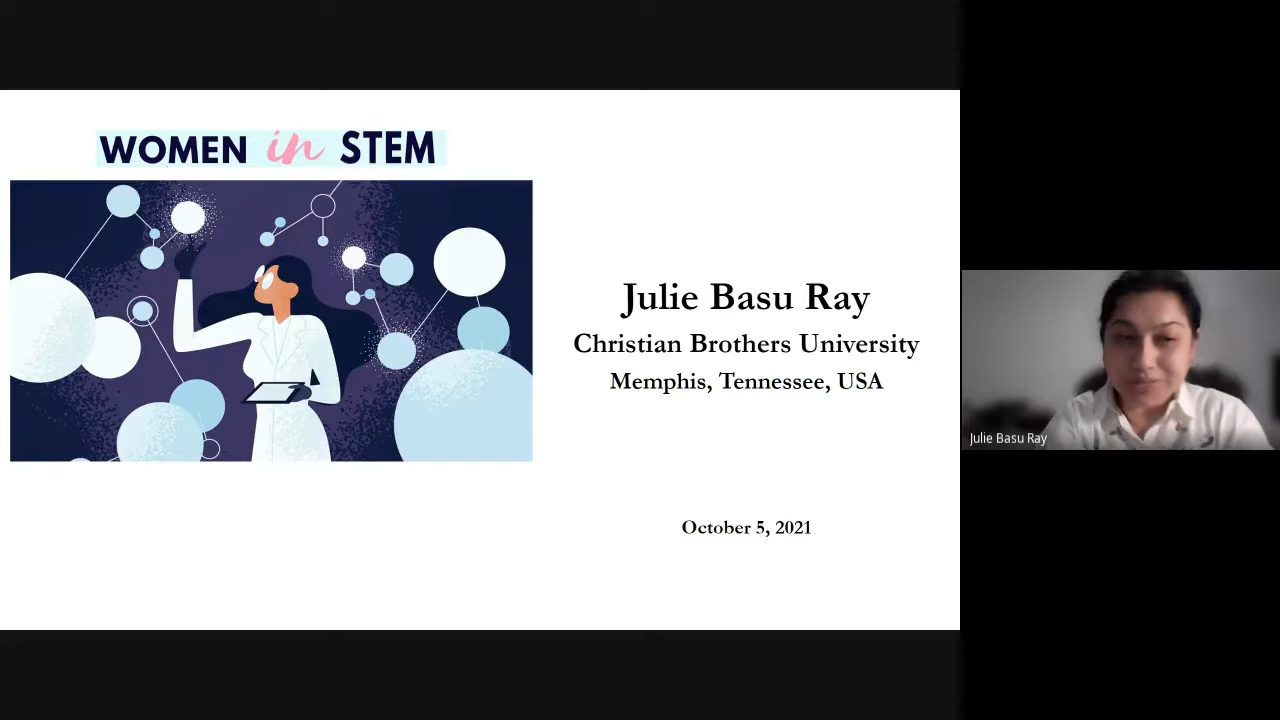 WOMEN in STEM
Julie Basu Ray
Christian Brothers University
Memphis, Tennessee, USA
October 5, 2021
Julie Basu Ray